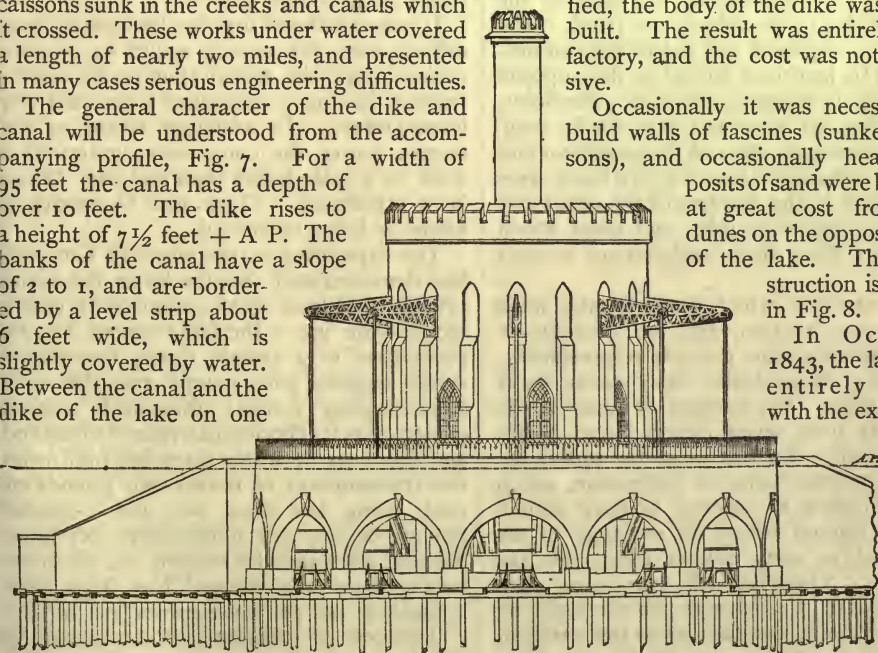 caissons sunk in the creeks and canals which
it crossed. These works under water covered
a length of nearly two miles, and presented
in many cases serious engineering difficulties.
The general character of the dike and
canal will be understood from the accom-
panying profile, Fig. 7. For a width of
95 feet the canal has a depth of
over 10 feet. The dike rises to
a height of 7½ feet + A P. The
banks of the canal have a slope
of 2 to 1, and are border-
ed by a level strip about
6 feet wide, which is
slightly covered by water.
Between the canal and the
dike of the lake on one
fied, the body of the dike was
built. The result was entirel
factory, and the cost was not
sive.
Occasionally it was neces
build walls of fascines (sunke
sons), and occasionally hea
posits of sand were b
at great cost fro
dunes on the oppos
of the lake. Th
struction is
in Fig. 8.
In Oc
1843, the la
entirely
with the ex